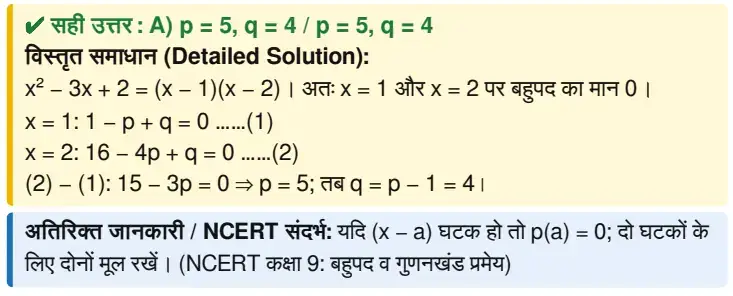 ✔ सही उत्तर : A) p = 5, q = 4 / p = 5, q = 4
विस्तृत समाधान (Detailed Solution):
x² − 3x + 2 = (x − 1)(x − 2) । अतः x = 1 और x = 2 पर बहुपद का मान 0 ।
x = 1: 1 − p + q = 0 ......(1)
x = 2: 16 − 4p + q = 0 ......(2)
(2) − (1): 15 − 3p = 0 ⇒ p = 5; तब q = p − 1 = 4।
अतिरिक्त जानकारी / NCERT संदर्भ: यदि (x − a) घटक हो तो p(a) = 0; दो घटकों के
लिए दोनों मूल रखें । (NCERT कक्षा 9: बहुपद व गुणनखंड प्रमेय)